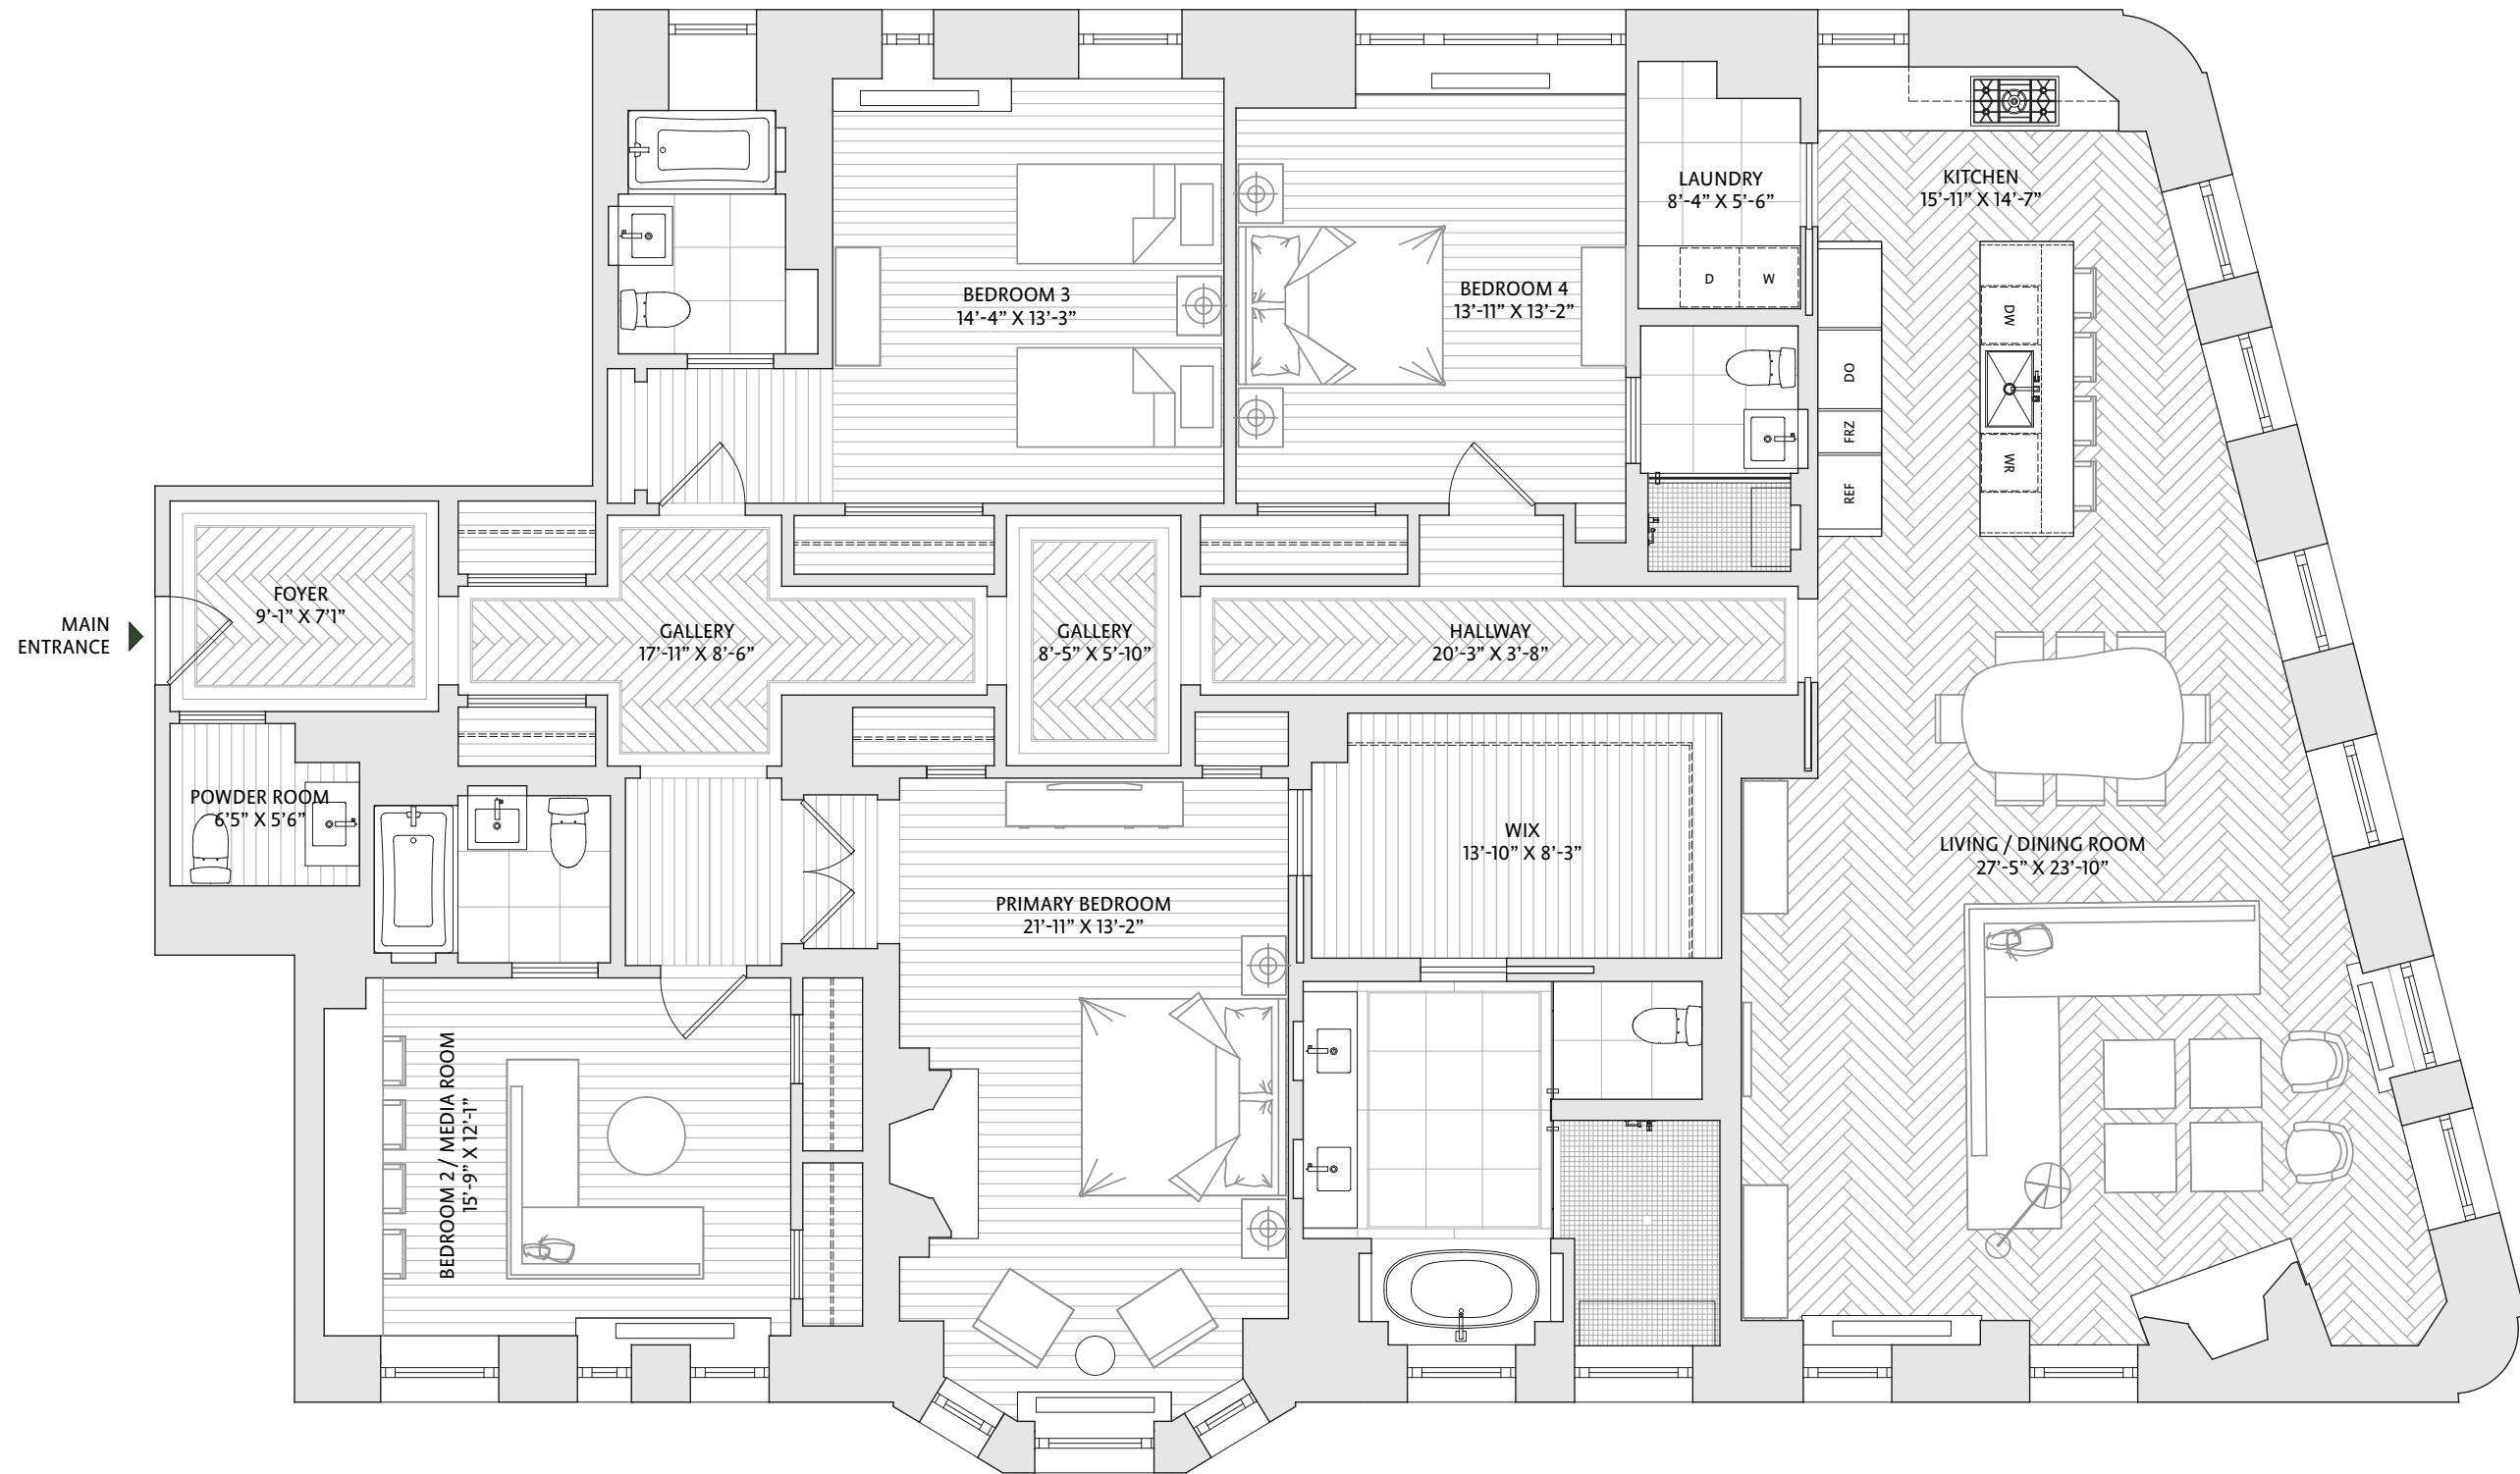 LAUNDRY
8’-4” X 5’-6”
KITCHEN
15’-11” X 14’-7”
BEDROOM 3
14’-4” X 13’-3”
BEDROOM 4
13’-11” X 13’-2”
D
W
DW
DO
FRZ
WR
REF
MAIN
ENTRANCE
FOYER
9’-1” X 7’1”
GALLERY
17’-11” X 8’-6”
GALLERY
8’-5” X 5’-10”
HALLWAY
20’-3” X 3’-8”
POWDER ROOM
6’5” X 5’6”
WIX
13’-10” X 8’-3”
LIVING / DINING ROOM
27’-5” X 23’-10”
PRIMARY BEDROOM
21’-11” X 13’-2”
BEDROOM 2 / MEDIA ROOM
15’-9” X 12’-1”